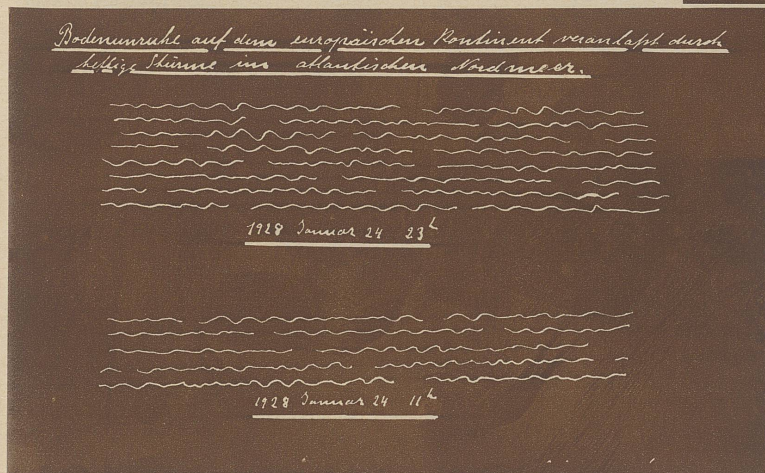 Bodenunruhe auf dem europäischen Kontinent veranlaßt durch
heftige Stürme im atlantischen Nordmeer.
1928 Januar 24 23h
1928 Januar 24 11h